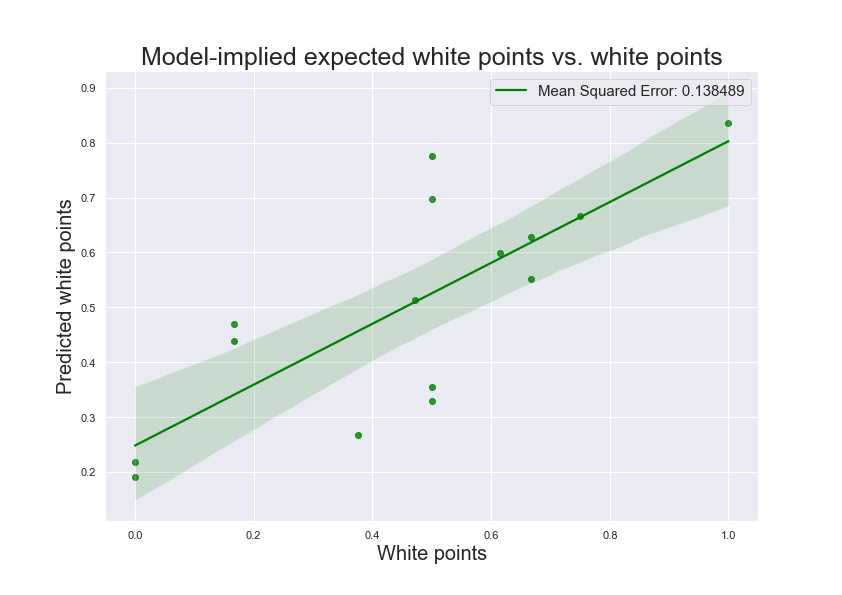 Model-implied expected white points vs. white points
Mean Squared Error: 0.138489
Predicted white points
0.9
0.8
0.7
0.6
0.5
0.4
0.3
0.2
0.0 0.2 0.4 0.6 0.8 1.0
White points